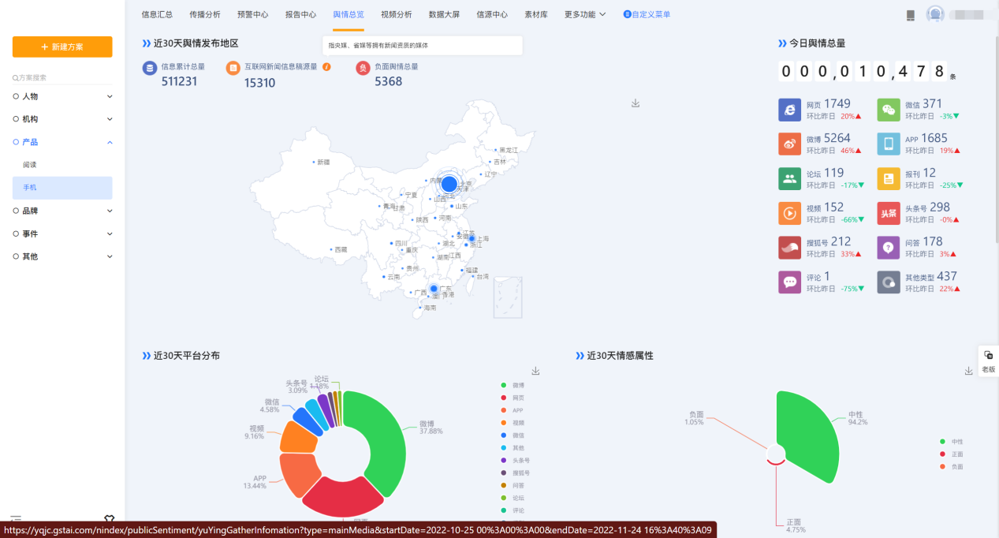 信息汇总 传播分析 预警中心 报告中心 舆情总览 视频分析 数据大屏 信源中心 素材库 更多功能 自定义菜单
新建方案
方案搜索
人物
机构
产品
阅读
手机
品牌
事件
其他
近30天舆情发布地区
指央媒、省媒等拥有新闻资质的媒体
信息累计总量
511231
互联网新闻信息稿源量
15310
负
负面舆情总量
5368
黑龙江
吉林
辽宁
新疆
北京
天津
河北
宁夏
山西
山东
青海
甘肃
陕西
河南
江苏
安徽
上海
浙江
四川
重庆
湖北
西藏
湖南
江西
贵州
福建
云南
台湾
广西
广东
澳门
香港
海南
今日舆情总量
000,010,478 条
网页 1749
环比昨日 20%
微信 371
环比昨日 -3%
微博 5264
环比昨日 46%
APP 1685
环比昨日 19%
论坛 119
环比昨日 -17%
报刊 12
环比昨日 -25%
视频 152
环比昨日 -66%
头条
头条号 298
环比昨日 -0%
搜狐号 212
环比昨日 33%
问答 178
环比昨日 3%
评论 1
环比昨日 -75%
其他类型 437
环比昨日 22%
老版
近30天平台分布
论坛
1.18%
头条号
3.09%
微信
4.58%
视频
9.16%
APP
13.44%
微博
37.88%
微博
网页
APP
视频
微信
其他
头条号
搜狐号
问答
论坛
评论
近30天情感属性
负面
1.05%
中性
94.2%
正面
4.75%
中性
正面
负面
https://yqjc.gstai.com/nindex/publicSentiment/yuYingGatherInfomation?type=mainMedia&startDate=2022-10-25 00%3A00%3A00&endDate=2022-11-24 16%3A40%3A09